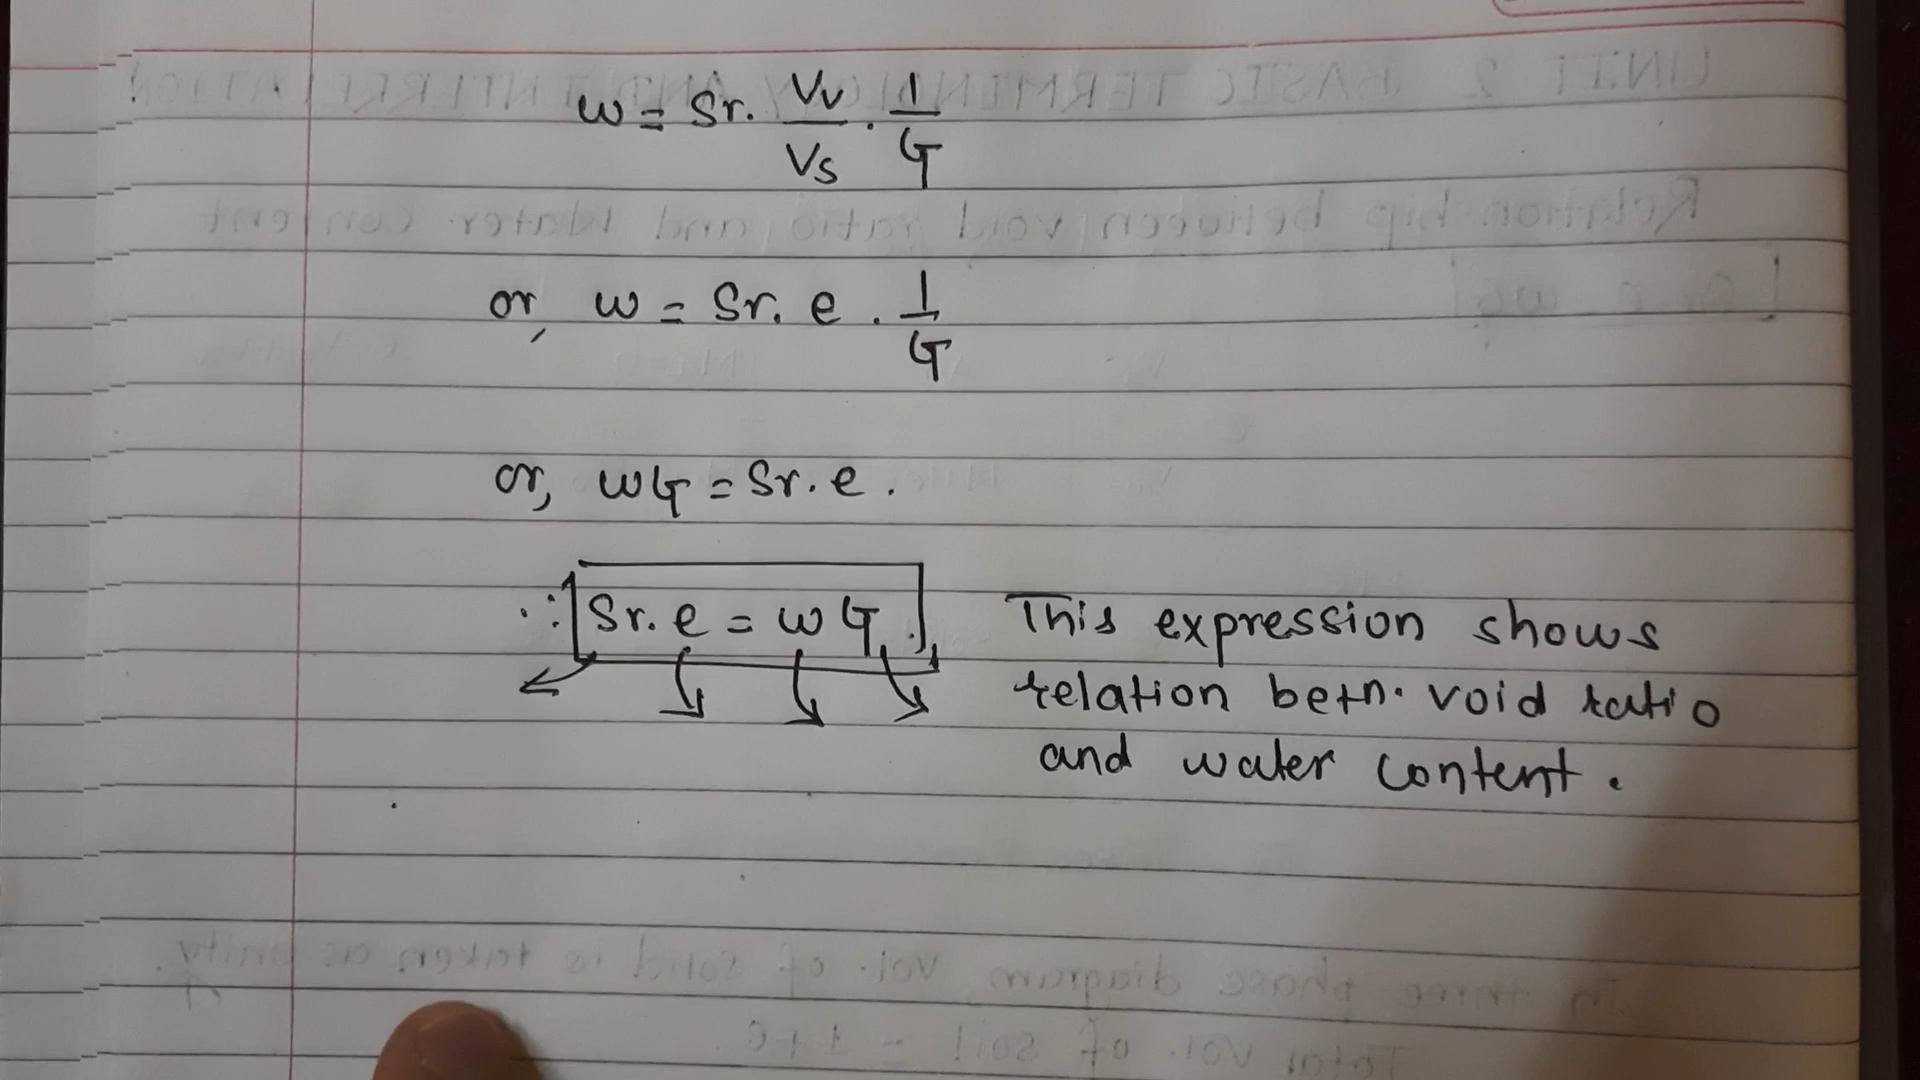 w = Sr. Vv/Vs . 1/G
or, w = Sr. e . 1/G
or, wG = Sr. e .
∴ Sr. e = wG . This expression shows
relation betn. void ratio
and water content .